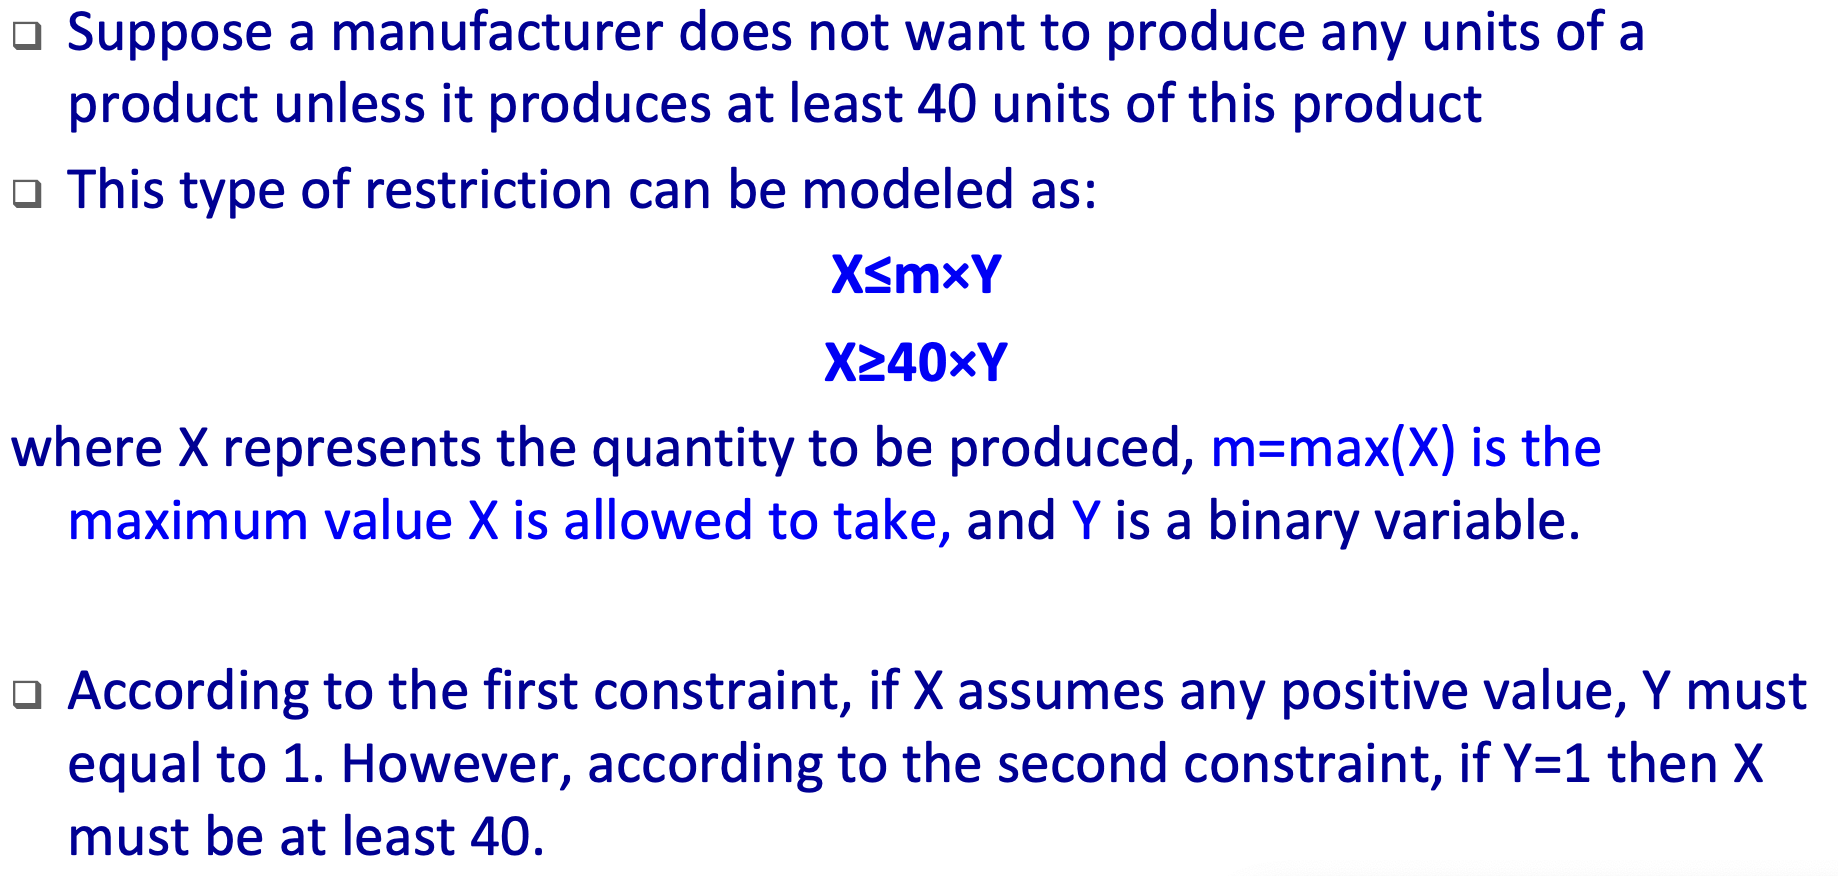 ❑ Suppose a manufacturer does not want to produce any units of a
product unless it produces at least 40 units of this product
❑ This type of restriction can be modeled as:
X≤m×Y
X≥40×Y
where X represents the quantity to be produced, m=max(X) is the
maximum value X is allowed to take, and Y is a binary variable.
❑ According to the first constraint, if X assumes any positive value, Y must
equal to 1. However, according to the second constraint, if Y=1 then X
must be at least 40.